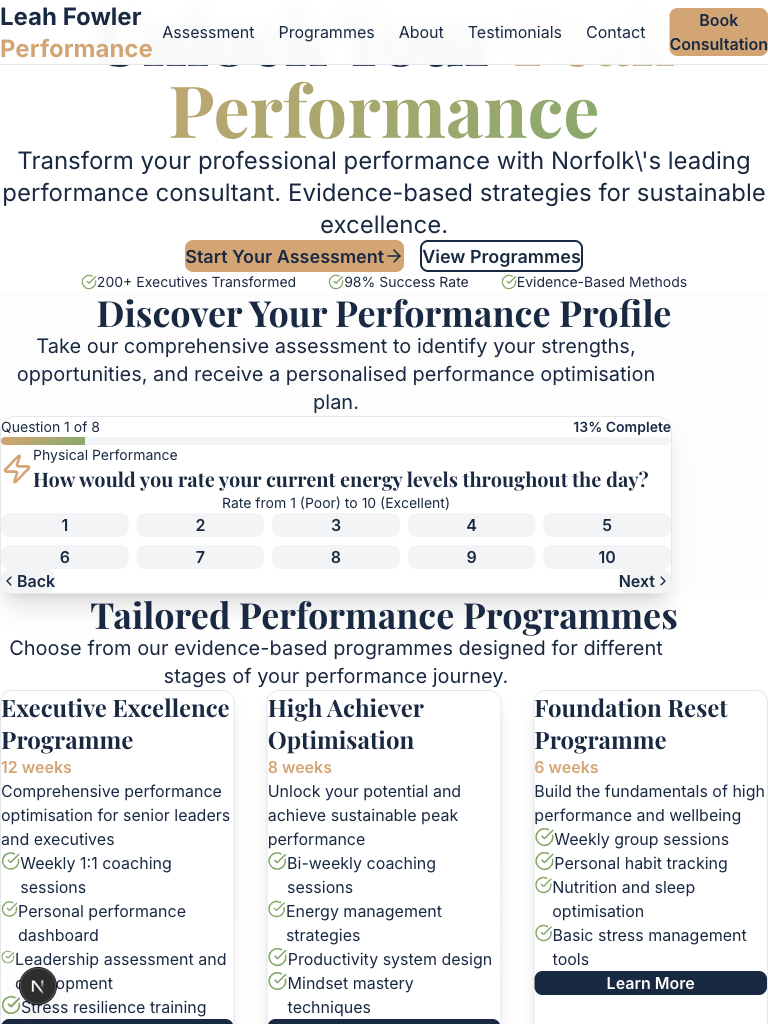 Leah Fowler
Performance
Assessment
Programmes
About
Testimonials
Contact
Book
Consultation
Performance
Transform your professional performance with Norfolk\'s leading
performance consultant. Evidence-based strategies for sustainable
excellence.
Start Your Assessment
View Programmes
200+ Executives Transformed
98% Success Rate
Evidence-Based Methods
Discover Your Performance Profile
Take our comprehensive assessment to identify your strengths,
opportunities, and receive a personalised performance optimisation
plan.
Question 1 of 8
13% Complete
Physical Performance
How would you rate your current energy levels throughout the day?
Rate from 1 (Poor) to 10 (Excellent)
1
2
3
4
5
6
7
8
9
10
Back
Next
Tailored Performance Programmes
Choose from our evidence-based programmes designed for different
stages of your performance journey.
Executive Excellence
Programme
12 weeks
Comprehensive performance
optimisation for senior leaders
and executives
Weekly 1:1 coaching
sessions
Personal performance
dashboard
Leadership assessment and
Stress resilience training
High Achiever
Optimisation
8 weeks
Unlock your potential and
achieve sustainable peak
performance
Bi-weekly coaching
sessions
Energy management
strategies
Productivity system design
Mindset mastery
techniques
Foundation Reset
Programme
6 weeks
Build the fundamentals of high
performance and wellbeing
Weekly group sessions
Personal habit tracking
Nutrition and sleep
optimisation
Basic stress management
tools
Learn More
N